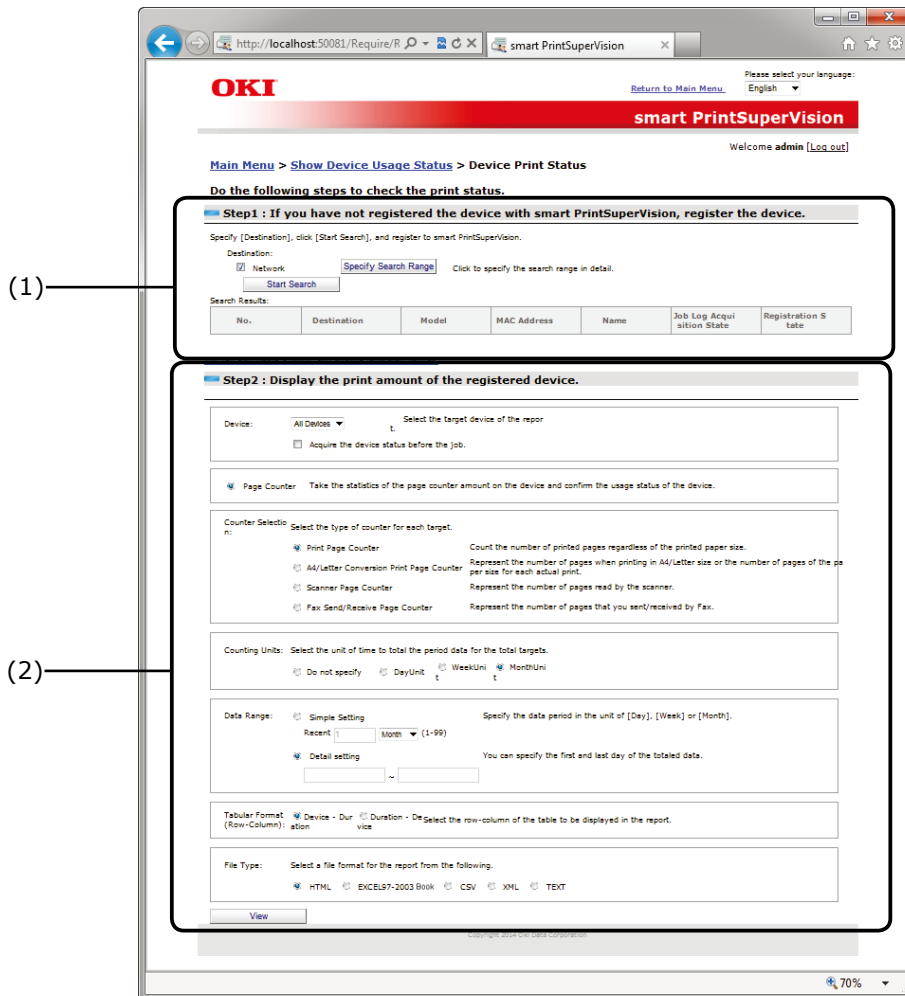 http://localhost:50081/Require/R
smart PrintSuperVision
OKI
Please select your language:
Return to Main Menu
English
smart PrintSuperVision
Welcome admin [Log out]
Main Menu > Show Device Usage Status > Device Print Status
Do the following steps to check the print status.
Step1 : If you have not registered the device with smart PrintSuperVision, register the device.
Specify [Destination], click [Start Search], and register to smart PrintSuperVision.
Destination:
Network
Specify Search Range
Click to specify the search range in detail.
(1)
Start Search
Search Results:
No.
Destination
Model
MAC Address
Name
Job Log Acqui
sition State
Registration S
tate
Step2 : Display the print amount of the registered device.
Device:
All Devices
Select the target device of the repor
t.
Acquire the device status before the job.
Page Counter
Take the statistics of the page counter amount on the device and confirm the usage status of the device.
Counter Selectio
n:
Select the type of counter for each target.
Print Page Counter
Count the number of printed pages regardless of the printed paper size.
A4/Letter Conversion Print Page Counter
Represent the number of pages when printing in A4/Letter size or the number of pages of the pa
per size for each actual print.
Scanner Page Counter
Represent the number of pages read by the scanner.
Fax Send/Receive Page Counter
Represent the number of pages that you sent/received by Fax.
(2)
Counting Units:
Select the unit of time to total the period data for the total targets.
Do not specify
DayUnit
WeekUni
t
MonthUni
t
Data Range:
Simple Setting
Specify the data period in the unit of [Day], [Week] or [Month].
Recent 1 Month (1-99)
Detail setting
You can specify the first and last day of the totaled data.
~
Tabular Format
(Row-Column):
Device - Dur
ation
Duration - De
vice
Select the row-column of the table to be displayed in the report.
File Type:
Select a file format for the report from the following.
HTML
EXCEL97-2003 Book
CSV
XML
TEXT
View
Copyright 2014 Oki Data Corporation
70%